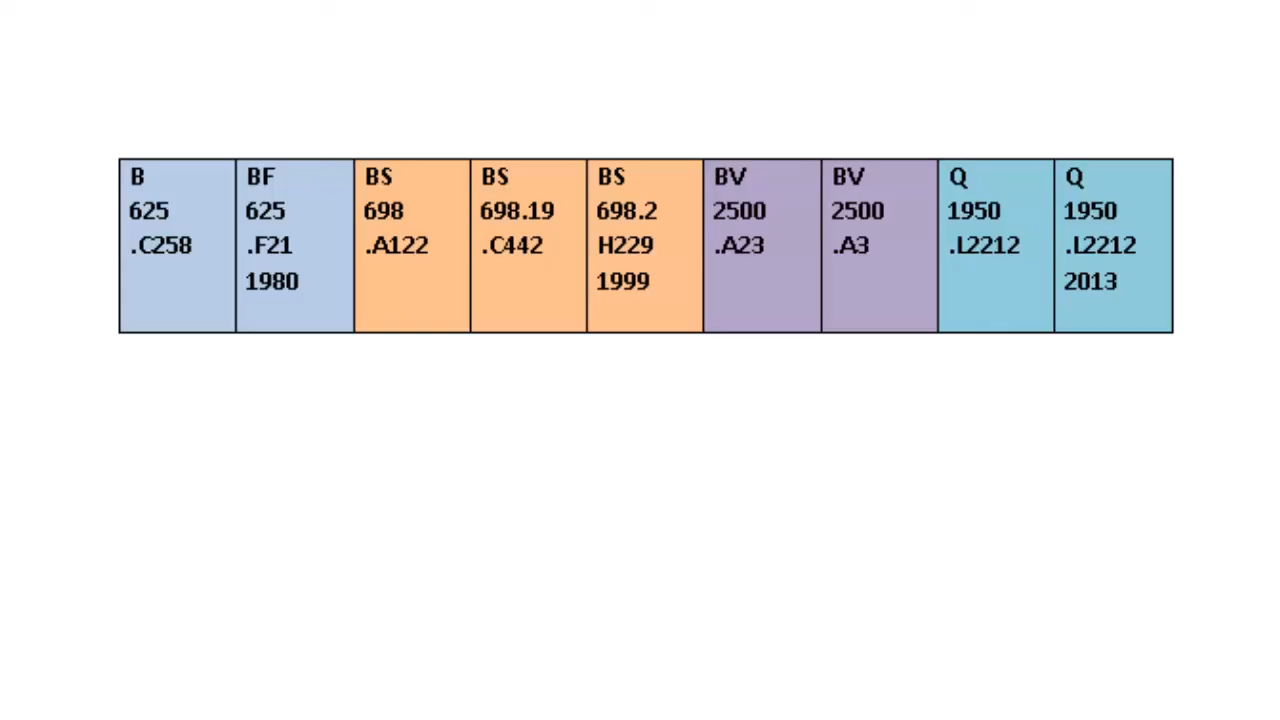 B
625
.C258
BF
625
.F21
1980
BS
698
.A122
BS
698.19
.C442
BS
698.2
H229
1999
BV
2500
.A23
BV
2500
.A3
Q
1950
.L2212
Q
1950
.L2212
2013